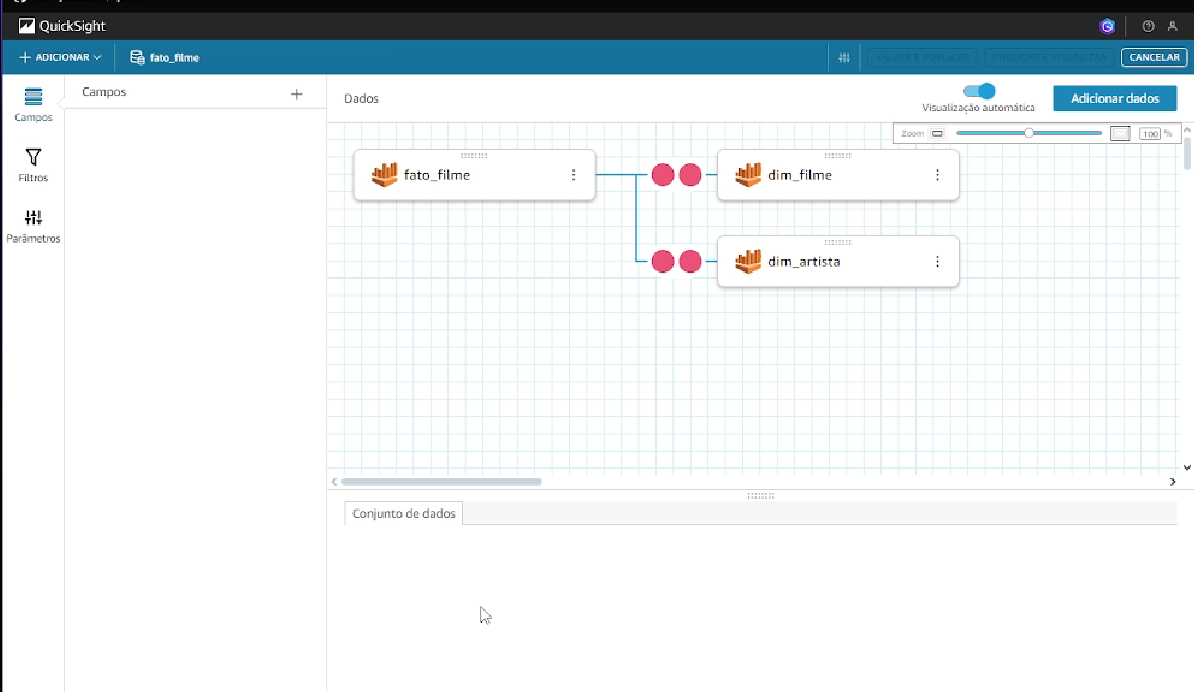 QuickSight
ADICIONAR
fato_filme
SALVAR E PUBLICAR
PUBLICAR E VISUALIZAR
CANCELAR
Campos
Filtros
Parâmetros
Campos
Dados
Visualização automática
Adicionar dados
Zoom
100 %
fato_filme
dim_filme
dim_artista
Conjunto de dados